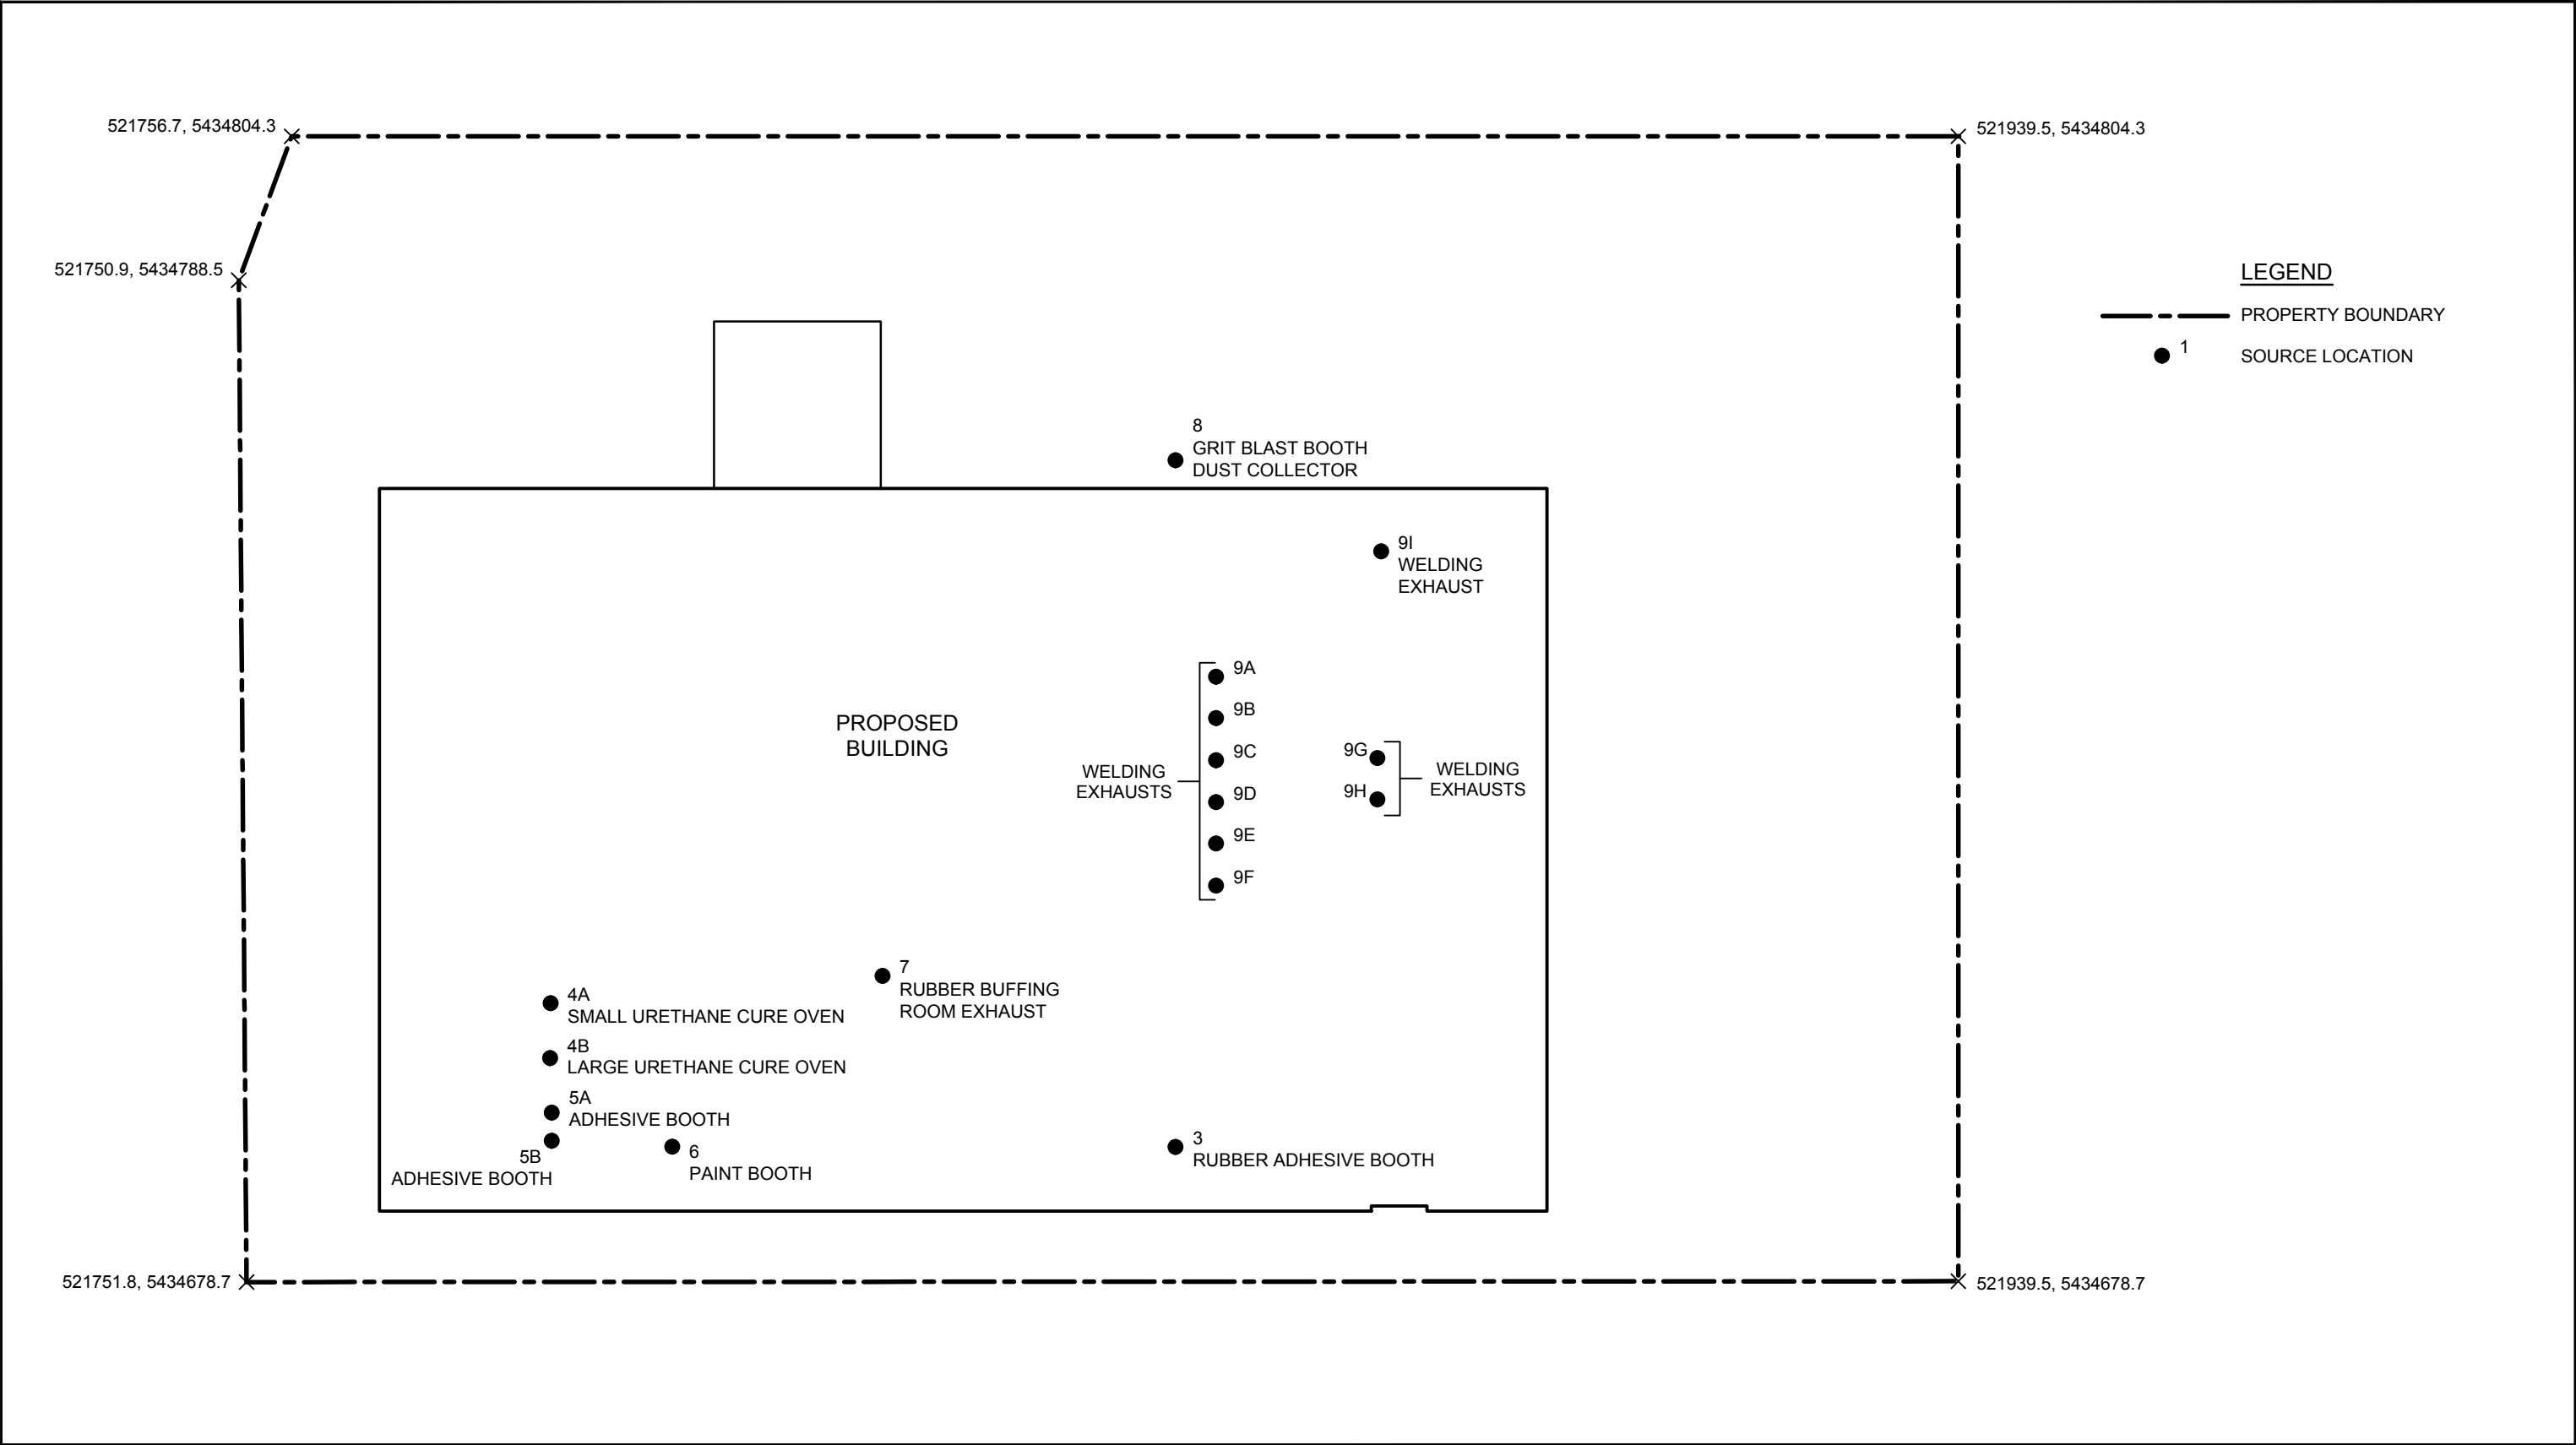 521756.7, 5434804.3
521939.5, 5434804.3
521750.9, 5434788.5
LEGEND
PROPERTY BOUNDARY
1
SOURCE LOCATION
8
GRIT BLAST BOOTH
DUST COLLECTOR
9I
WELDING
EXHAUST
9A
9B
9C
9D
9E
9F
WELDING
EXHAUSTS
9G
9H
WELDING
EXHAUSTS
PROPOSED
BUILDING
7
RUBBER BUFFING
ROOM EXHAUST
4A
SMALL URETHANE CURE OVEN
4B
LARGE URETHANE CURE OVEN
5A
ADHESIVE BOOTH
5B
ADHESIVE BOOTH
6
PAINT BOOTH
3
RUBBER ADHESIVE BOOTH
521751.8, 5434678.7
521939.5, 5434678.7